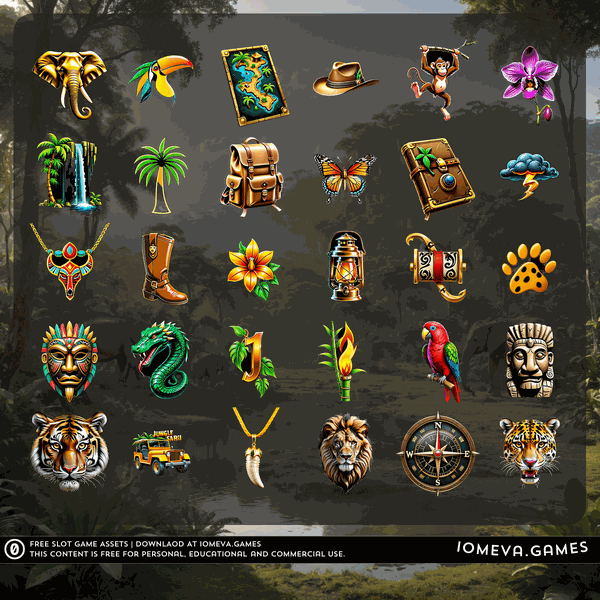 JUNGLE
N
W
E
S
FREE SLOT GAME ASSETS | DOWNLAOD AT IOMEVA.GAMES
THIS CONTENT IS FREE FOR PERSONAL, EDUCATIONAL AND COMMERCIAL USE.
IOMEVA.GAMES